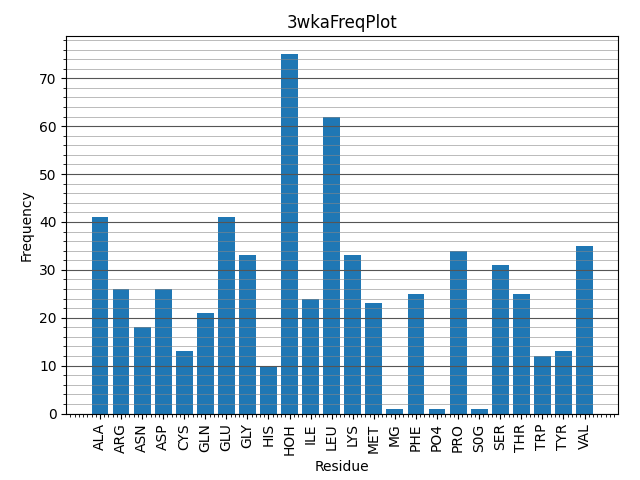 3wkaFreqPlot
Frequency
70
60
50
40
30
20
10
0
ALA
ARG
ASN
ASP
CYS
GLN
GLU
GLY
HIS
HOH
ILE
LEU
LYS
MET
MG
PHE
PO4
PRO
S0G
SER
THR
TRP
TYR
VAL
Residue